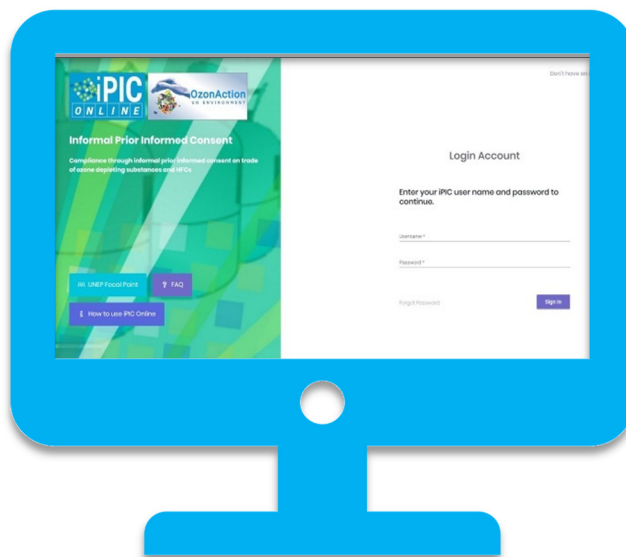 iPIC
ONLINE
OzonAction
UN ENVIRONMENT
Informal Prior Informed Consent
Compliance through informal prior informed consent on trade
of ozone depleting substances and HFCs
UNEP Focal Point
? FAQ
How to use iPIC Online
Don't have
Login Account
Enter your iPIC user name and password to
continue.
Username *
Password *
Forgot Password
Sign In